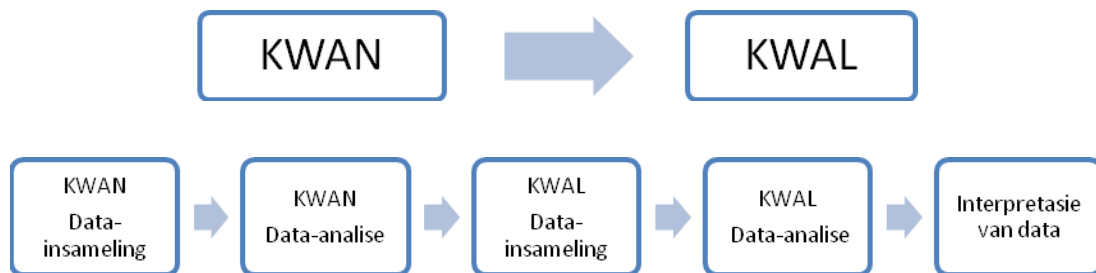 KWAN
KWAL
KWAN
Data-
insameling
KWAN
Data-analise
KWAL
Data-
insameling
KWAL
Data-analise
Interpretasie
van data